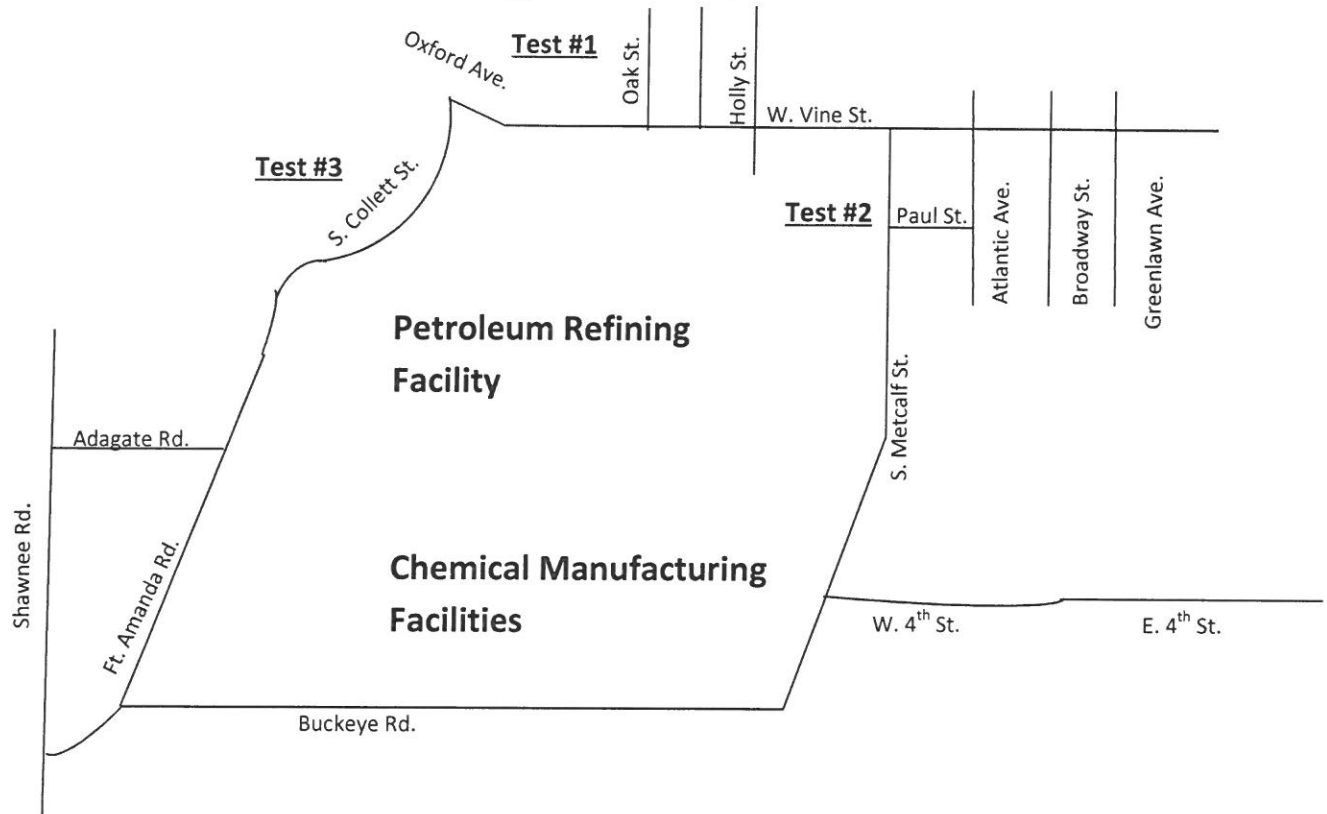 Oxford Ave.
Test #1
Oak St.
Holly St.
W. Vine St.
Test #3
S. Collett St.
Test #2
Paul St.
Atlantic Ave.
Broadway St.
Greenlawn Ave.
Petroleum Refining
Facility
S. Metcalf St.
Adagate Rd.
Shawnee Rd.
Ft. Amanda Rd.
Chemical Manufacturing
Facilities
W. 4th St.
E. 4th St.
Buckeye Rd.